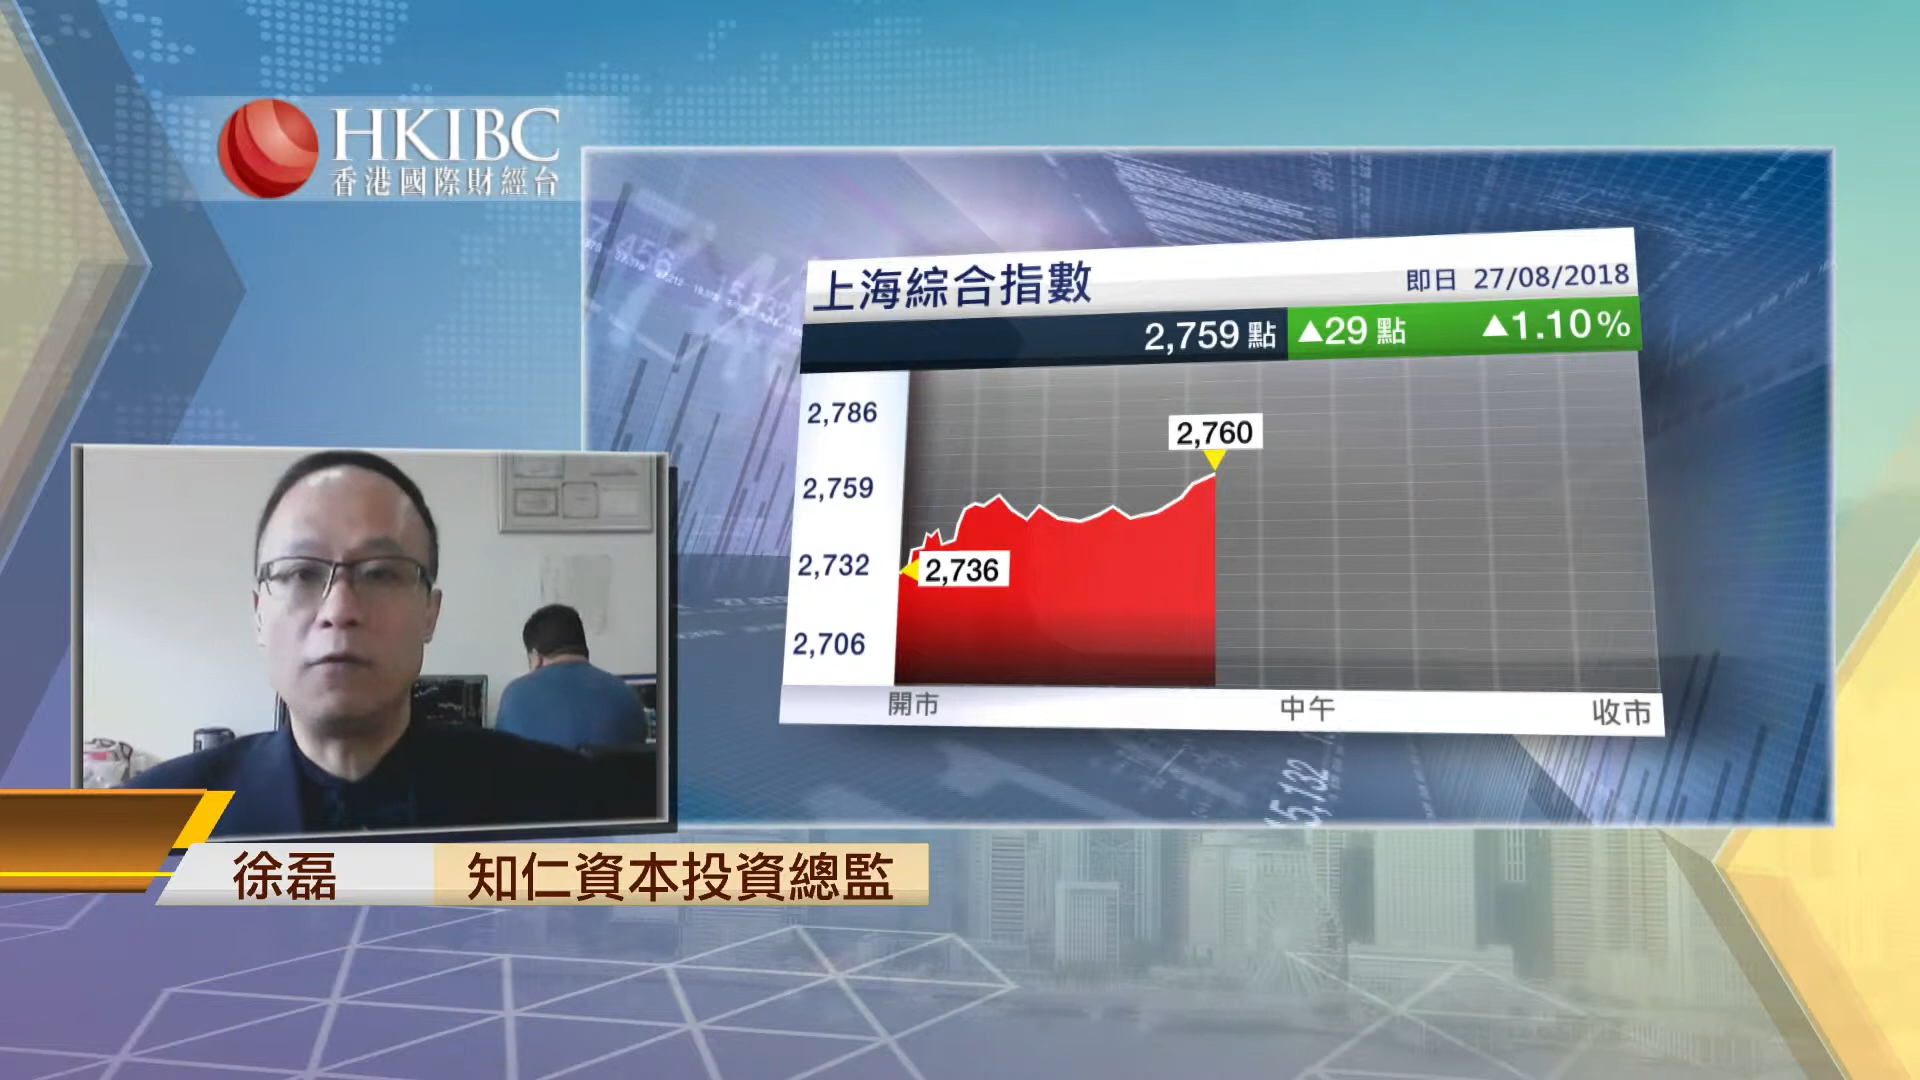 HKIBC
香港國際財經台
上海綜合指數
即日 27/08/2018
2,759 點 ▲29 點 ▲1.10%
2,786
2,760
2,759
2,732
2,736
2,706
開市 中午 收市
徐磊 知仁資本投資總監